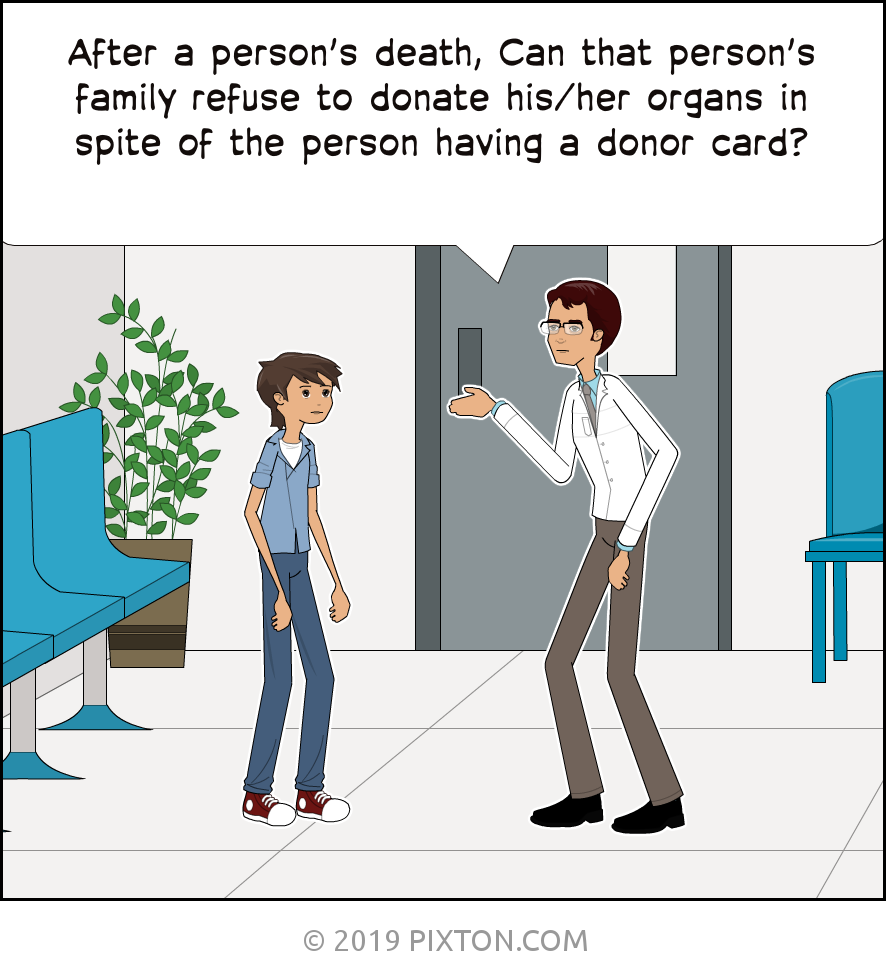 After a person's death, Can that person's
family refuse to donate his/her organs in
spite of the person having a donor card?
© 2019 PIXTON.COM